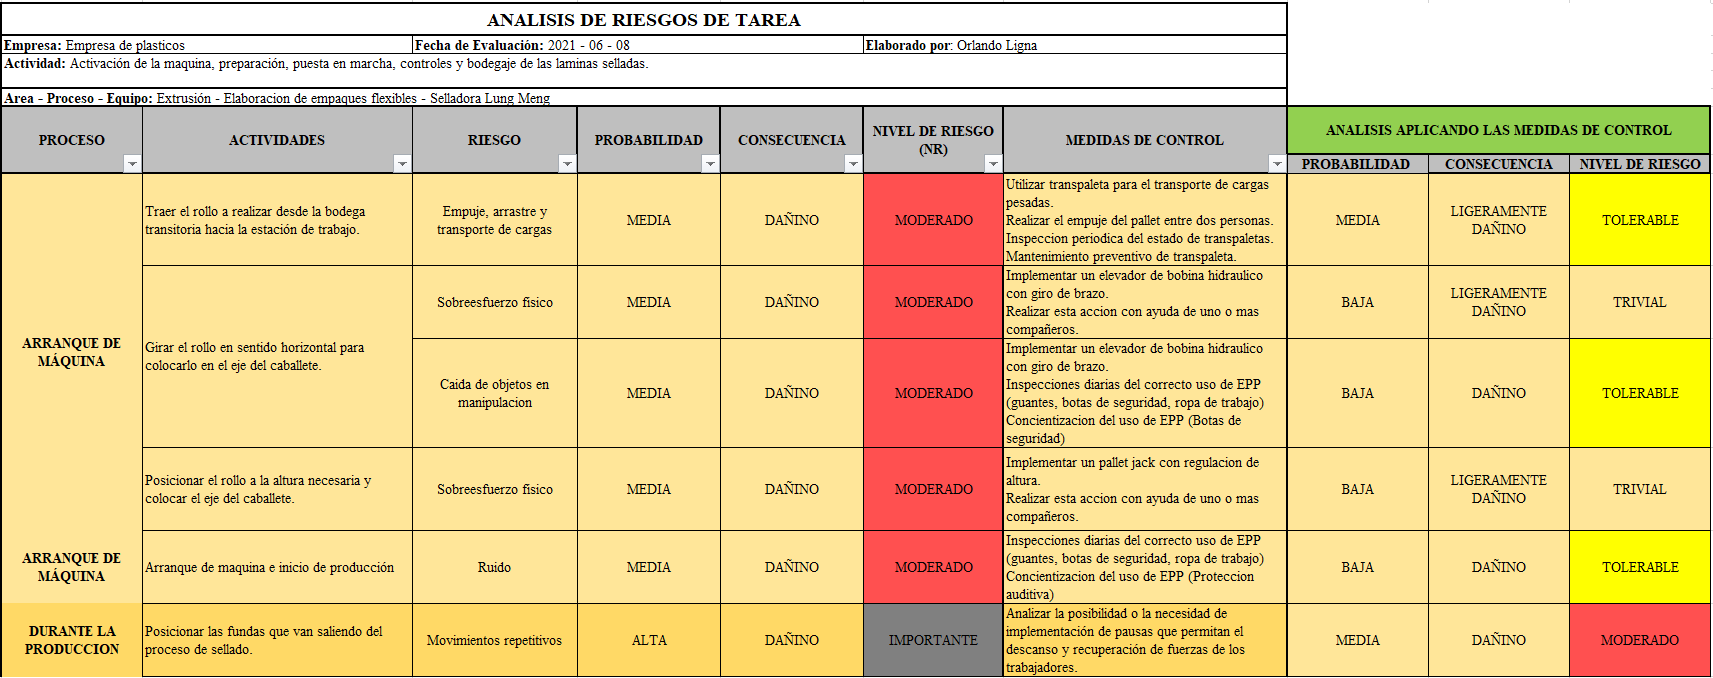 ANALISIS DE RIESGOS DE TAREA
Empresa: Empresa de plasticos
Fecha de Evaluación: 2021 - 06 - 08
Elaborado por: Orlando Ligna
Actividad: Activación de la maquina, preparación, puesta en marcha, controles y bodegaje de las laminas selladas.
Area - Proceso - Equipo: Extrusión - Elaboracion de empaques flexibles - Selladora Lung Meng
PROCESO
ACTIVIDADES
RIESGO
PROBABILIDAD
CONSECUENCIA
NIVEL DE RIESGO
(NR)
MEDIDAS DE CONTROL
ANALISIS APLICANDO LAS MEDIDAS DE CONTROL
PROBABILIDAD
CONSECUENCIA
NIVEL DE RIESGO
ARRANQUE DE
MÁQUINA
Traer el rollo a realizar desde la bodega
transitoria hacia la estación de trabajo.
Empuje, arrastre y
transporte de cargas
MEDIA
DAÑINO
MODERADO
Utilizar transpaleta para el transporte de cargas
pesadas.
Realizar el empuje del pallet entre dos personas.
Inspeccion periodica del estado de transpaletas.
Mantenimiento preventivo de transpaleta.
MEDIA
LIGERAMENTE
DAÑINO
TOLERABLE
Girar el rollo en sentido horizontal para
colocarlo en el eje del caballete.
Sobreesfuerzo físico
MEDIA
DAÑINO
MODERADO
Implementar un elevador de bobina hidraulico
con giro de brazo.
Realizar esta accion con ayuda de uno o mas
compañeros.
BAJA
LIGERAMENTE
DAÑINO
TRIVIAL
Caida de objetos en
manipulacion
MEDIA
DAÑINO
MODERADO
Implementar un elevador de bobina hidraulico
con giro de brazo.
Inspecciones diarias del correcto uso de EPP
(guantes, botas de seguridad, ropa de trabajo)
Concientizacion del uso de EPP (Botas de
seguridad)
BAJA
DAÑINO
TOLERABLE
Posicionar el rollo a la altura necesaria y
colocar el eje del caballete.
Sobreesfuerzo físico
MEDIA
DAÑINO
MODERADO
Implementar un pallet jack con regulacion de
altura.
Realizar esta accion con ayuda de uno o mas
compañeros.
BAJA
LIGERAMENTE
DAÑINO
TRIVIAL
ARRANQUE DE
MÁQUINA
Arranque de maquina e inicio de producción
Ruido
MEDIA
DAÑINO
MODERADO
Inspecciones diarias del correcto uso de EPP
(guantes, botas de seguridad, ropa de trabajo)
Concientizacion del uso de EPP (Proteccion
auditiva)
BAJA
DAÑINO
TOLERABLE
DURANTE LA
PRODUCCION
Posicionar las fundas que van saliendo del
proceso de sellado.
Movimientos repetitivos
ALTA
DAÑINO
IMPORTANTE
Analizar la posibilidad o la necesidad de
implementación de pausas que permitan el
descanso y recuperación de fuerzas de los
trabajadores.
MEDIA
DAÑINO
MODERADO